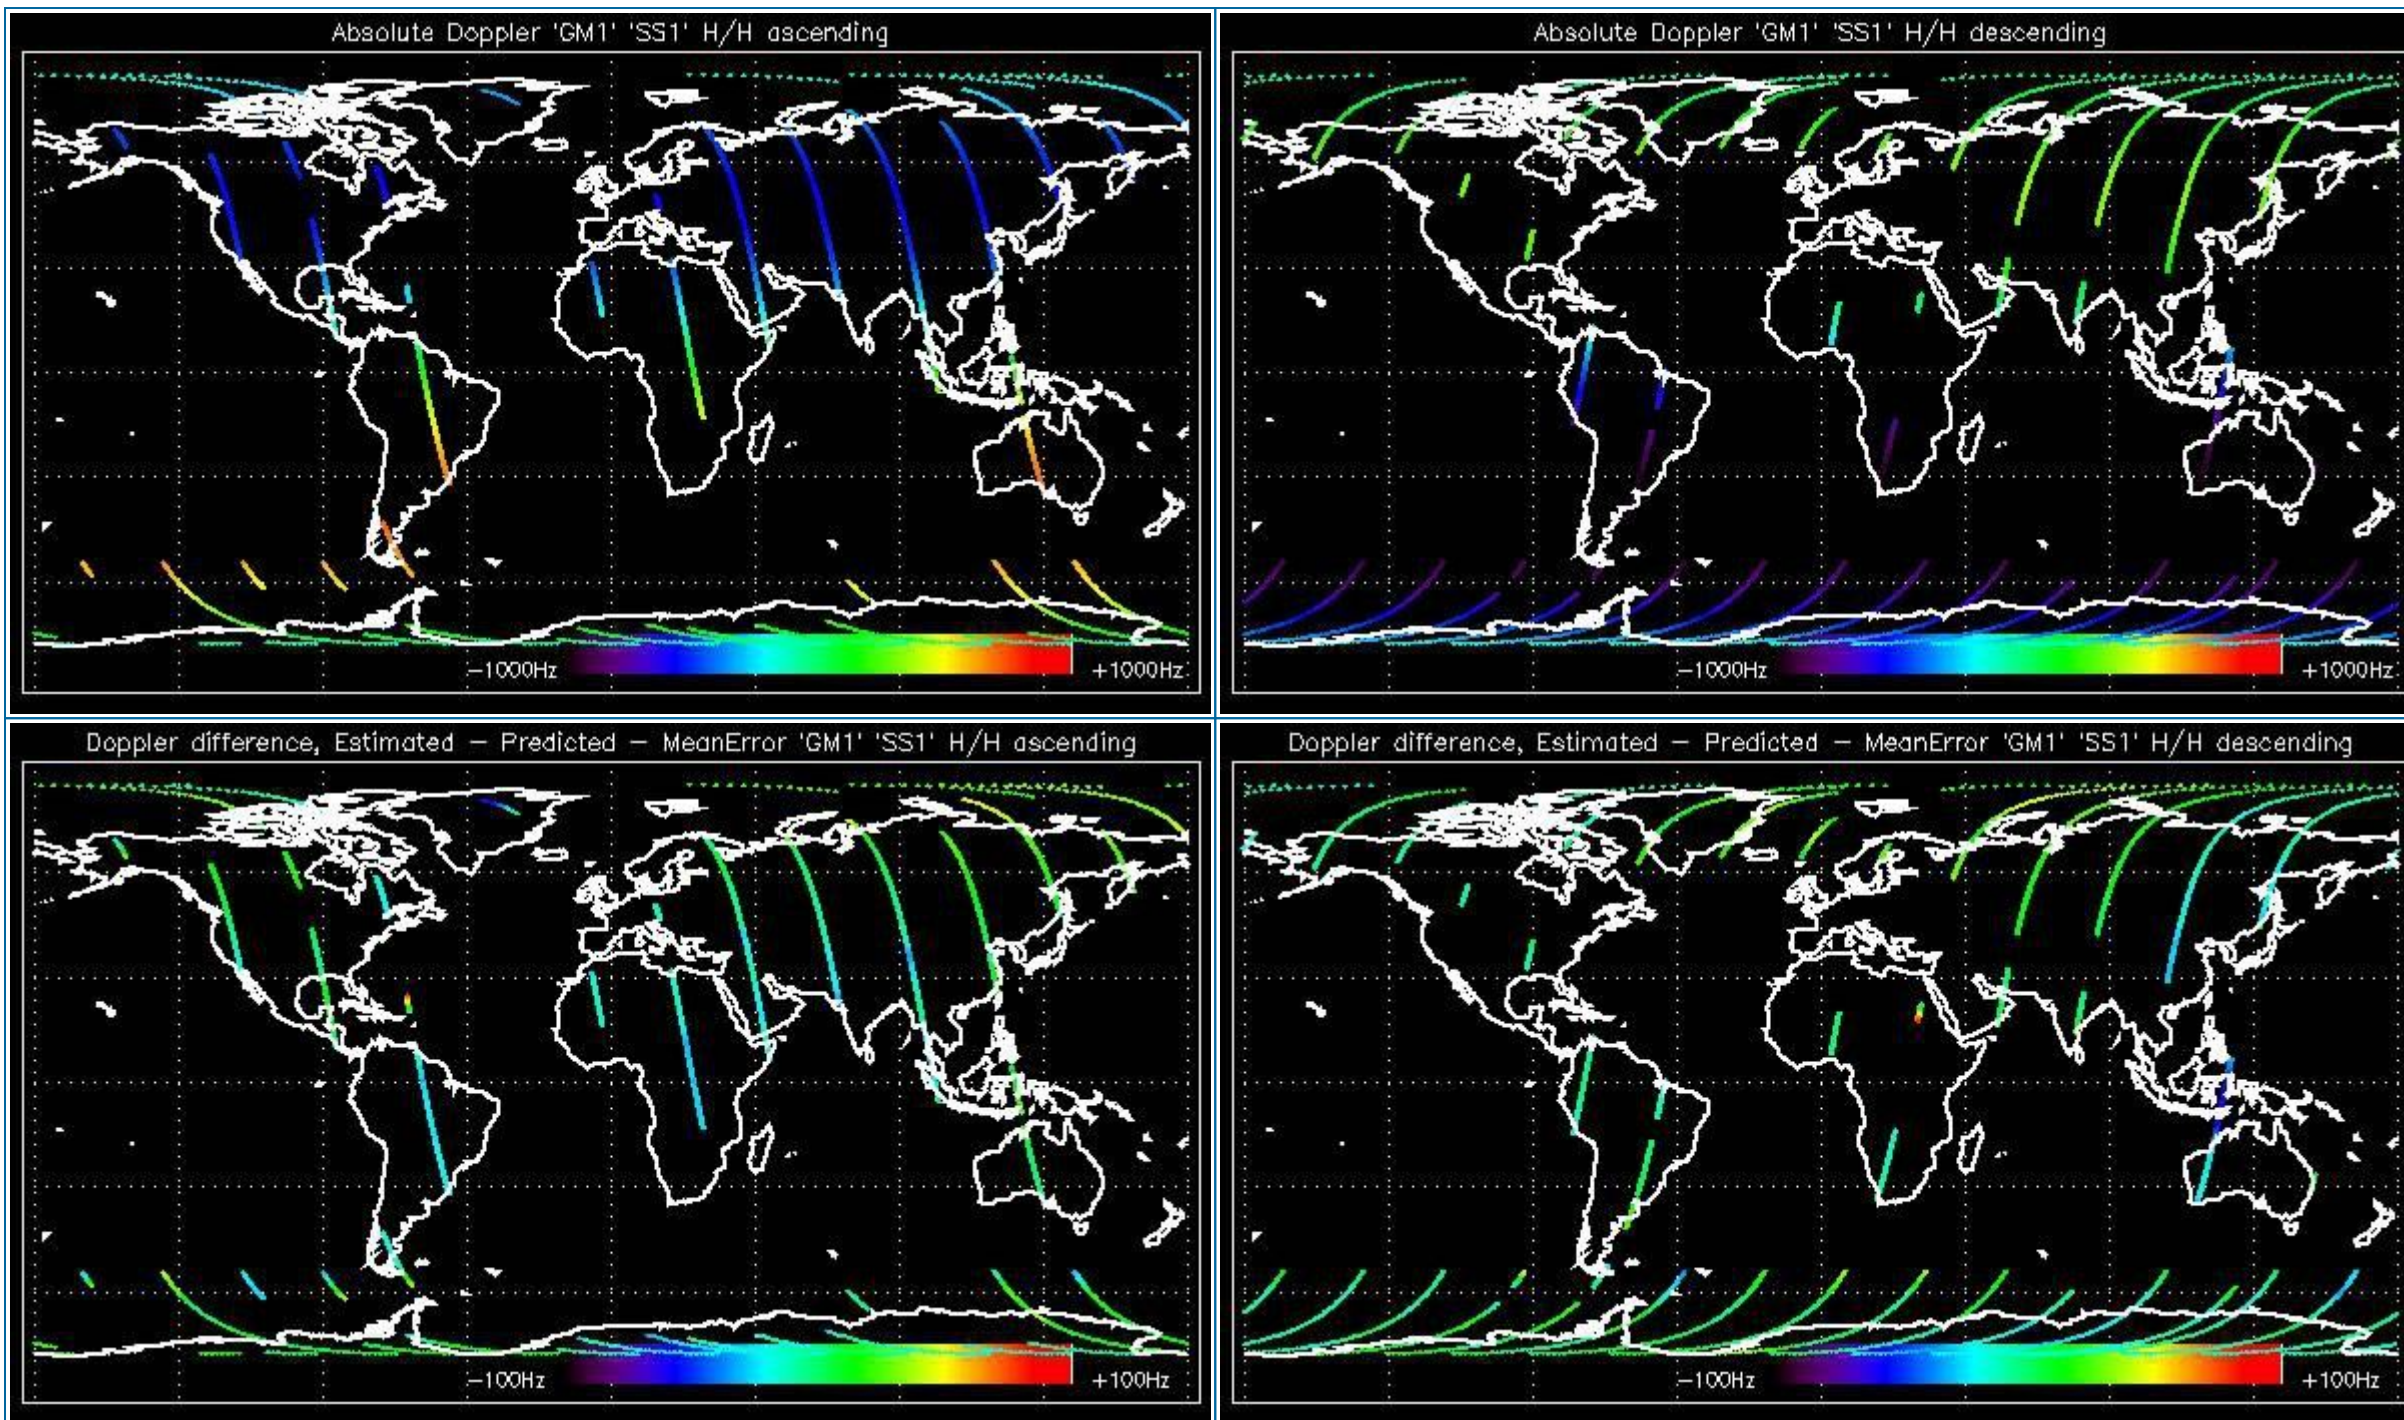 Absolute Doppler 'GM1' 'SS1' H/H ascending
−1000Hz
+1000Hz
Absolute Doppler 'GM1' 'SS1' H/H descending
−1000Hz
+1000Hz
Doppler difference, Estimated − Predicted − MeanError 'GM1' 'SS1' H/H ascending
−100Hz
+100Hz
Doppler difference, Estimated − Predicted − MeanError 'GM1' 'SS1' H/H descending
−100Hz
+100Hz